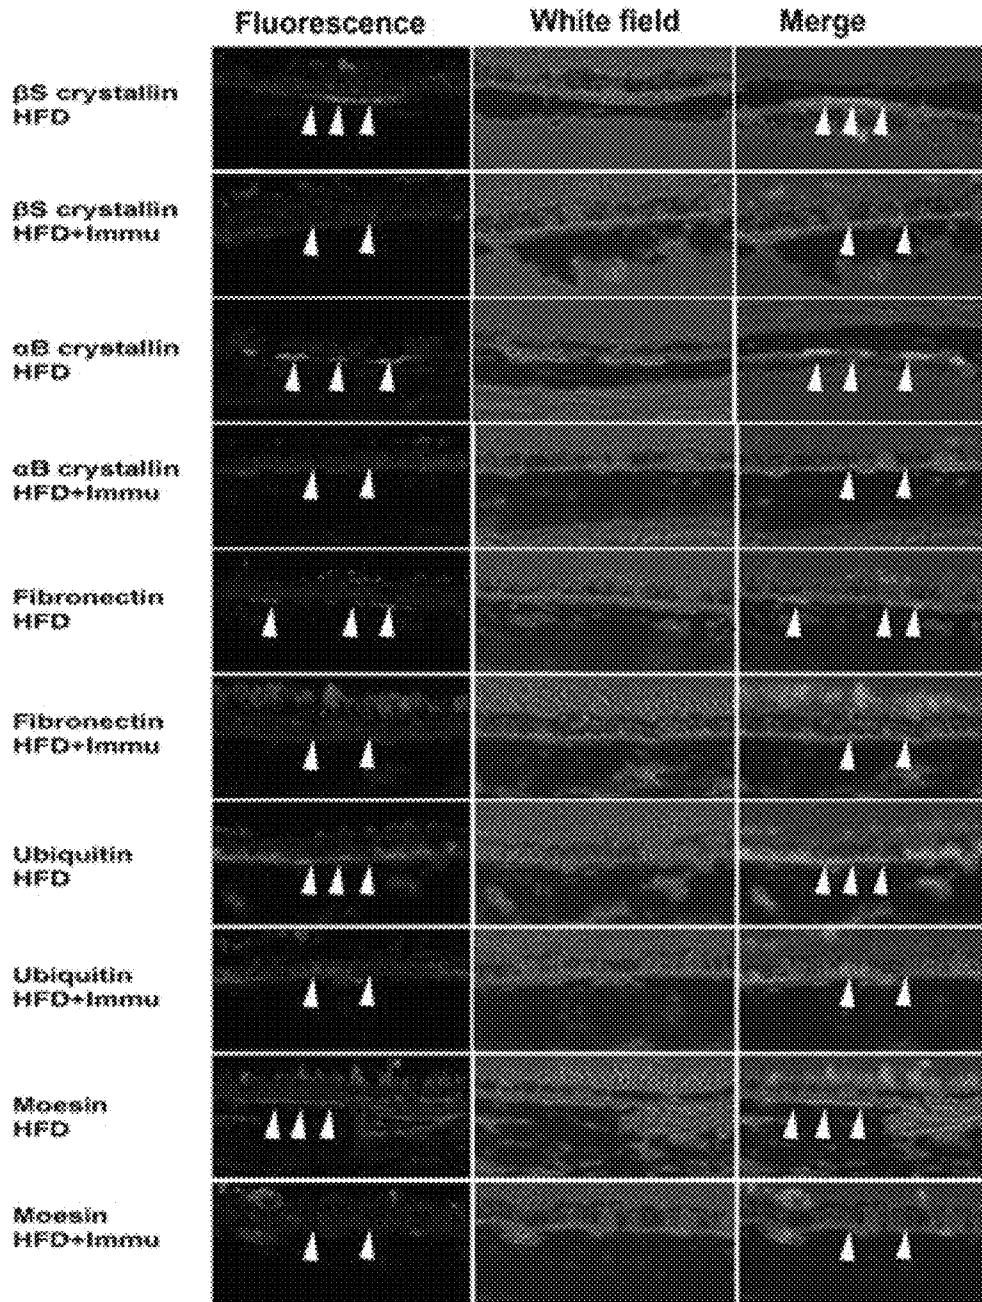 Fluorescence White field Merge
βS crystallin
HFD
βS crystallin
HFD+Immu
αB crystallin
HFD
αB crystallin
HFD+Immu
Fibronectin
HFD
Fibronectin
HFD+Immu
Ubiquitin
HFD
Ubiquitin
HFD+Immu
Moesin
HFD
Moesin
HFD+Immu